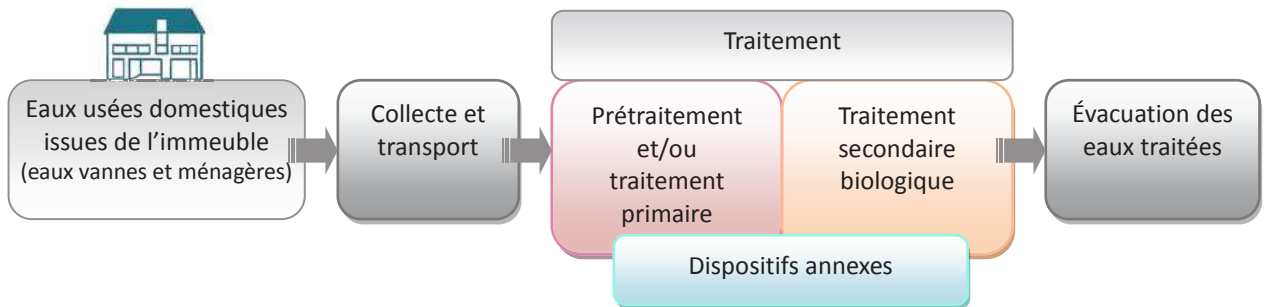 Traitement
Eaux usées domestiques
issues de l’immeuble
(eaux vannes et ménagères)
Collecte et
transport
Prétraitement
et/ou
traitement
primaire
Traitement
secondaire
biologique
Évacuation des
eaux traitées
Dispositifs annexes